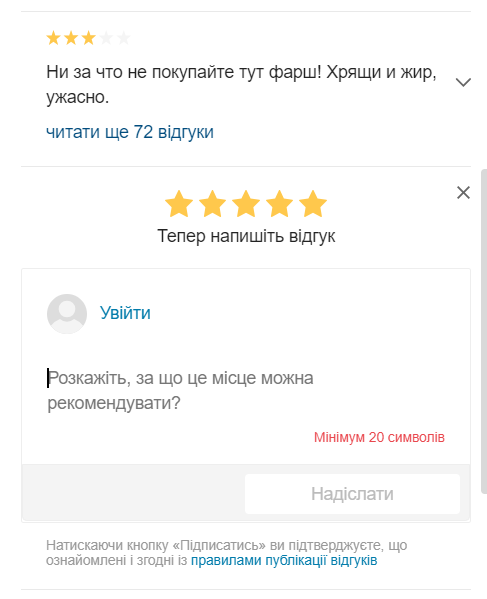 Ни за что не покупайте тут фарш! Хрящи и жир,
ужасно.
читати ще 72 відгуки
Тепер напишіть відгук
Увійти
Розкажіть, за що це місце можна
рекомендувати?
Мінімум 20 символів
Надіслати
Натискаючи кнопку «Підписатись» ви підтверджуєте, що
ознайомлені і згодні із правилами публікації відгуків